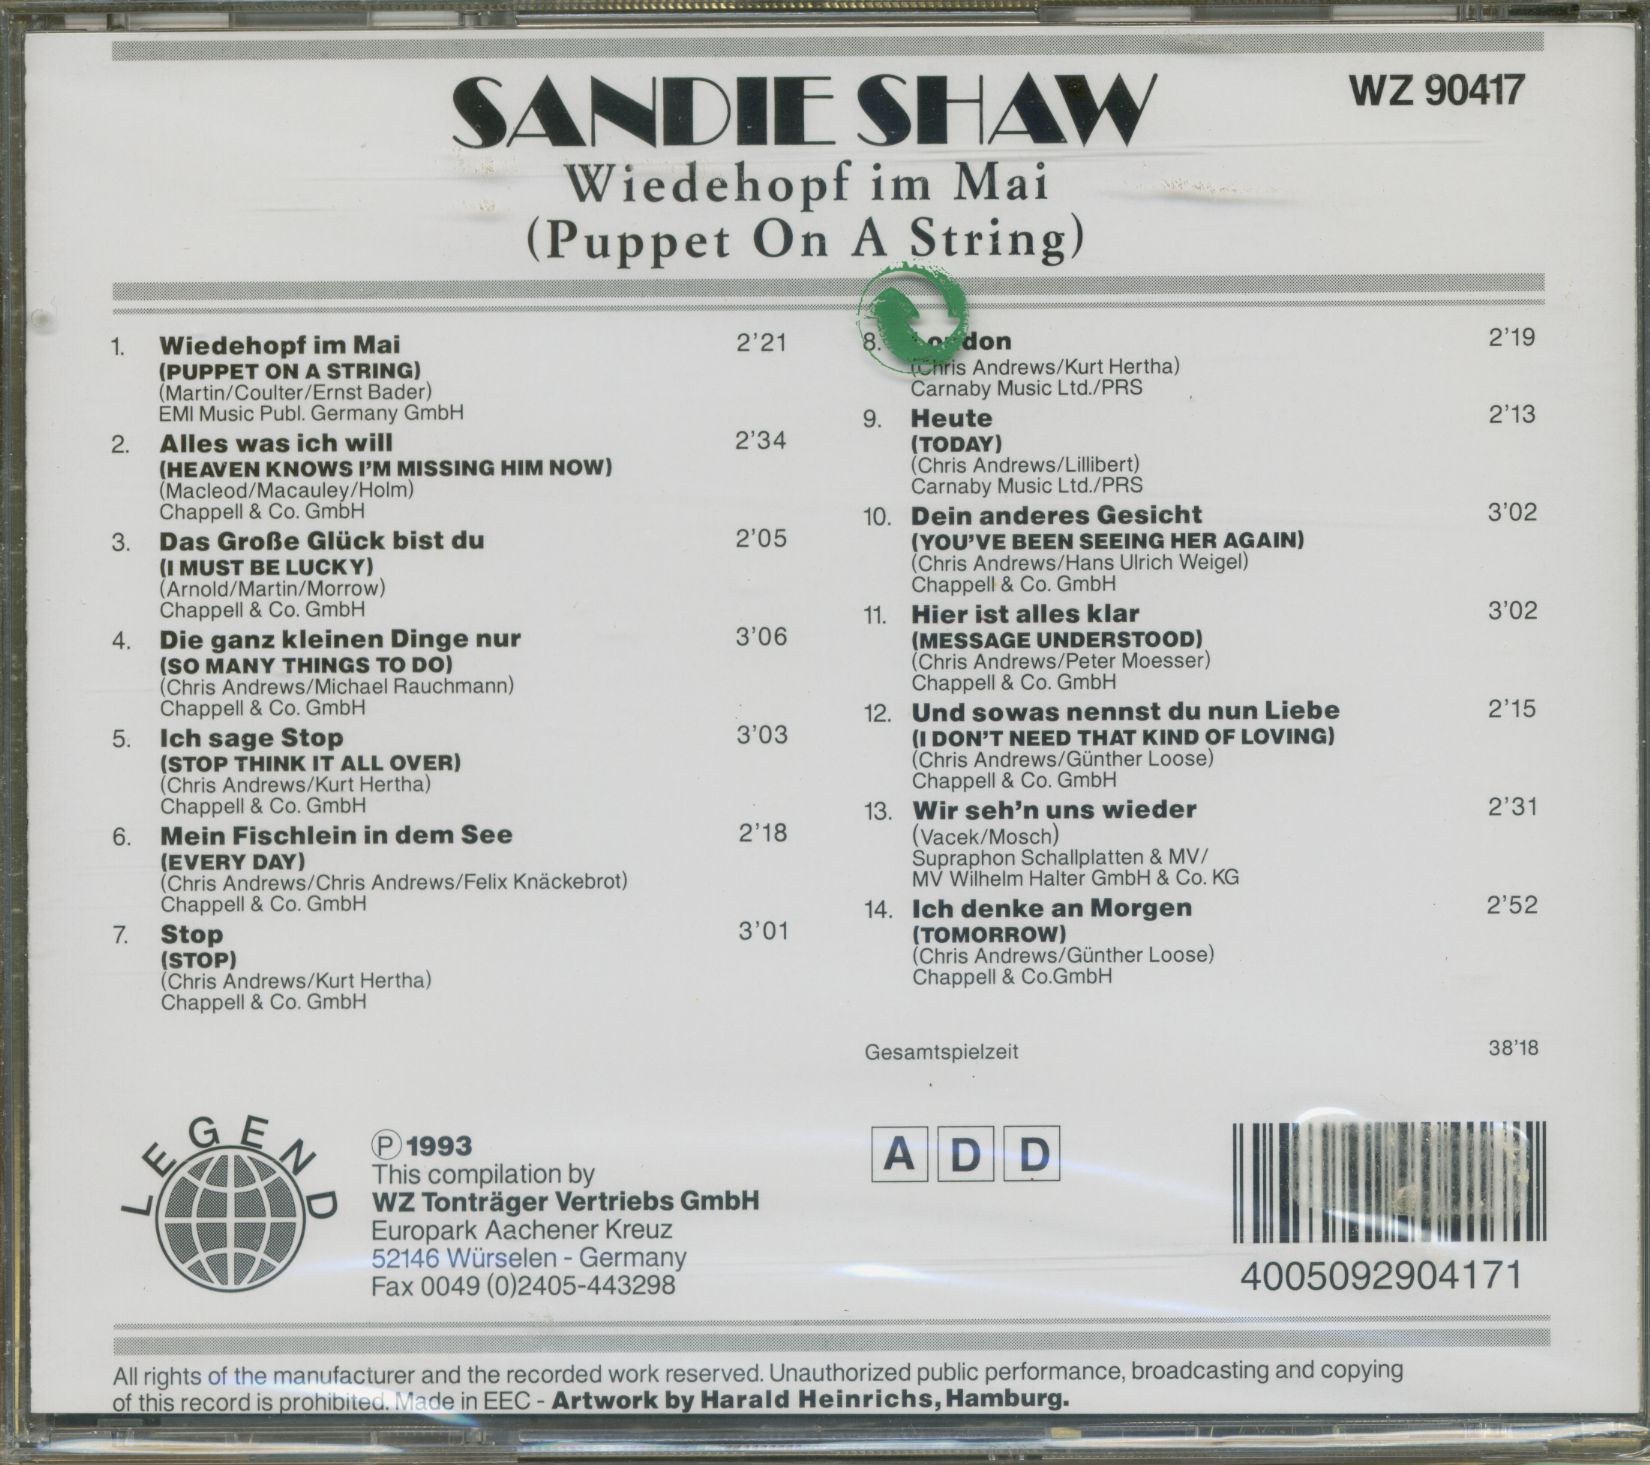 SANDIE SHAW
WZ 90417
Wiedehopf im Mai
(Puppet On A String)
1. Wiedehopf im Mai 2'21
(PUPPET ON A STRING)
(Martin/Coulter/Ernst Bader)
EMI Music Publ. Germany GmbH
2. Alles was ich will 2'34
(HEAVEN KNOWS I'M MISSING HIM NOW)
(Macleod/Macauley/Holm)
Chappell & Co. GmbH
3. Das Große Glück bist du 2'05
(I MUST BE LUCKY)
(Arnold/Martin/Morrow)
Chappell & Co. GmbH
4. Die ganz kleinen Dinge nur 3'06
(SO MANY THINGS TO DO)
(Chris Andrews/Michael Rauchmann)
Chappell & Co. GmbH
5. Ich sage Stop 3'03
(STOP THINK IT ALL OVER)
(Chris Andrews/Kurt Hertha)
Chappell & Co. GmbH
6. Mein Fischlein in dem See 2'18
(EVERY DAY)
(Chris Andrews/Chris Andrews/Felix Knäckebrot)
Chappell & Co. GmbH
7. Stop 3'01
(STOP)
(Chris Andrews/Kurt Hertha)
Chappell & Co. GmbH
8. London 2'19
(Chris Andrews/Kurt Hertha)
Carnaby Music Ltd./PRS
9. Heute 2'13
(TODAY)
(Chris Andrews/Lillibert)
Carnaby Music Ltd./PRS
10. Dein anderes Gesicht 3'02
(YOU'VE BEEN SEEING HER AGAIN)
(Chris Andrews/Hans Ulrich Weigel)
Chappell & Co. GmbH
11. Hier ist alles klar 3'02
(MESSAGE UNDERSTOOD)
(Chris Andrews/Peter Moesser)
Chappell & Co. GmbH
12. Und sowas nennst du nun Liebe 2'15
(I DON'T NEED THAT KIND OF LOVING)
(Chris Andrews/Günther Loose)
Chappell & Co. GmbH
13. Wir seh'n uns wieder 2'31
(Vacek/Mosch)
Supraphon Schallplatten & MV/
MV Wilhelm Halter GmbH & Co. KG
14. Ich denke an Morgen 2'52
(TOMORROW)
(Chris Andrews/Günther Loose)
Chappell & Co.GmbH
Gesamtspielzeit 38'18
LEGEND
Ⓟ 1993
This compilation by
WZ Tonträger Vertriebs GmbH
Europark Aachener Kreuz
52146 Würselen - Germany
Fax 0049 (0)2405-443298
A D D
4005092904171
All rights of the manufacturer and the recorded work reserved. Unauthorized public performance, broadcasting and copying
of this record is prohibited. Made in EEC - Artwork by Harald Heinrichs, Hamburg.